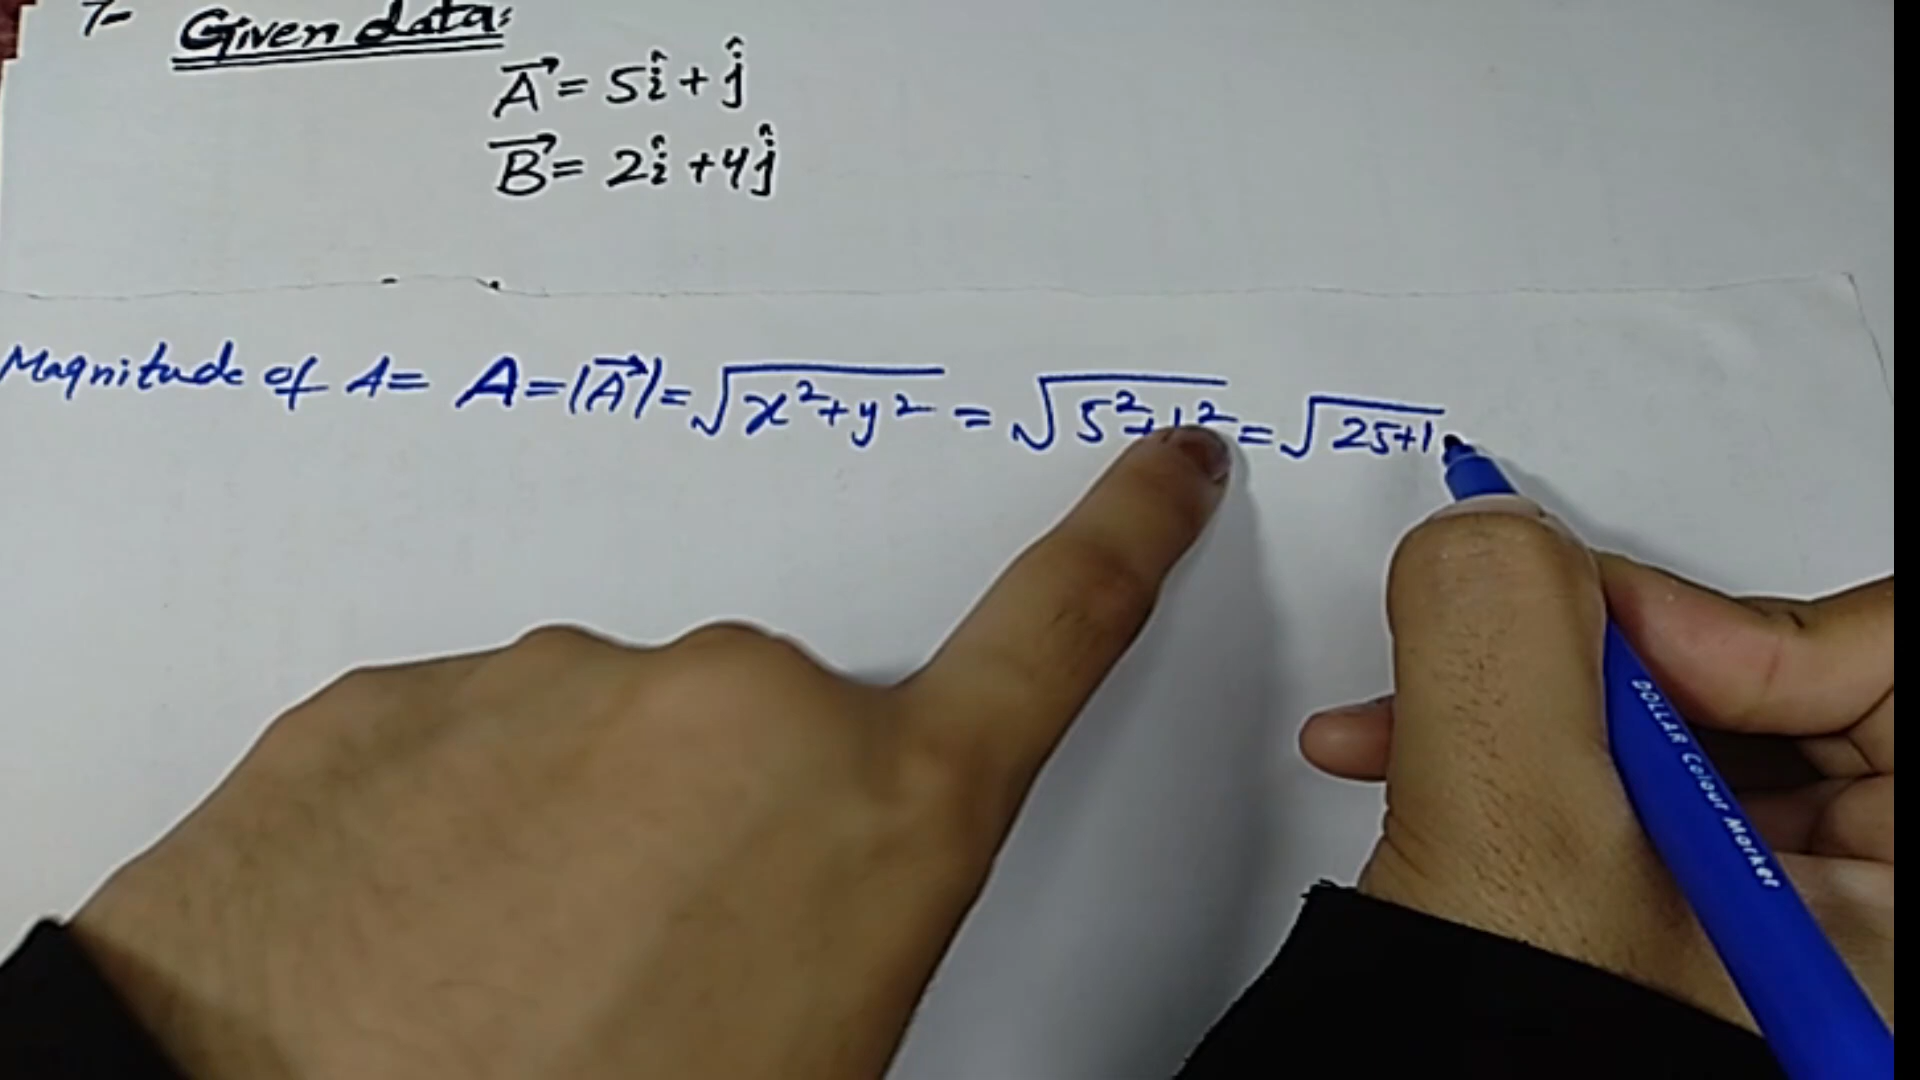 7-
Given data:
A⃗ = 5î + ĵ
B⃗ = 2î + 4ĵ
Magnitude of A = A = |A⃗| = √x²+y² = √5²+1² = √25+1
DOLLAR Colour Marker